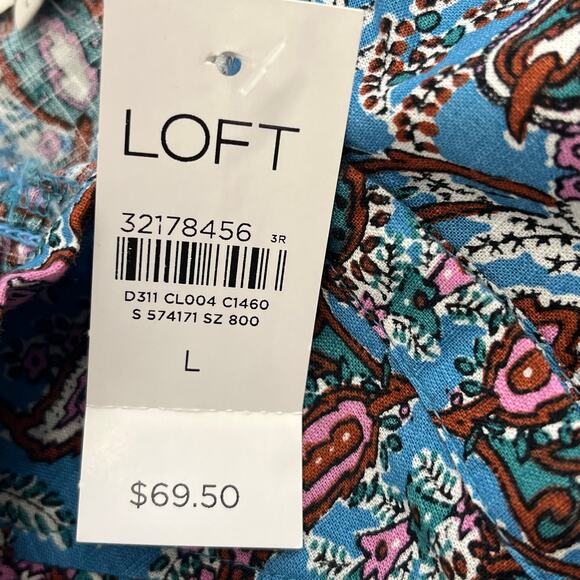 LOFT
32178456 3R
D311 CL004 C1460
S 574171 SZ 800
L
$69.50